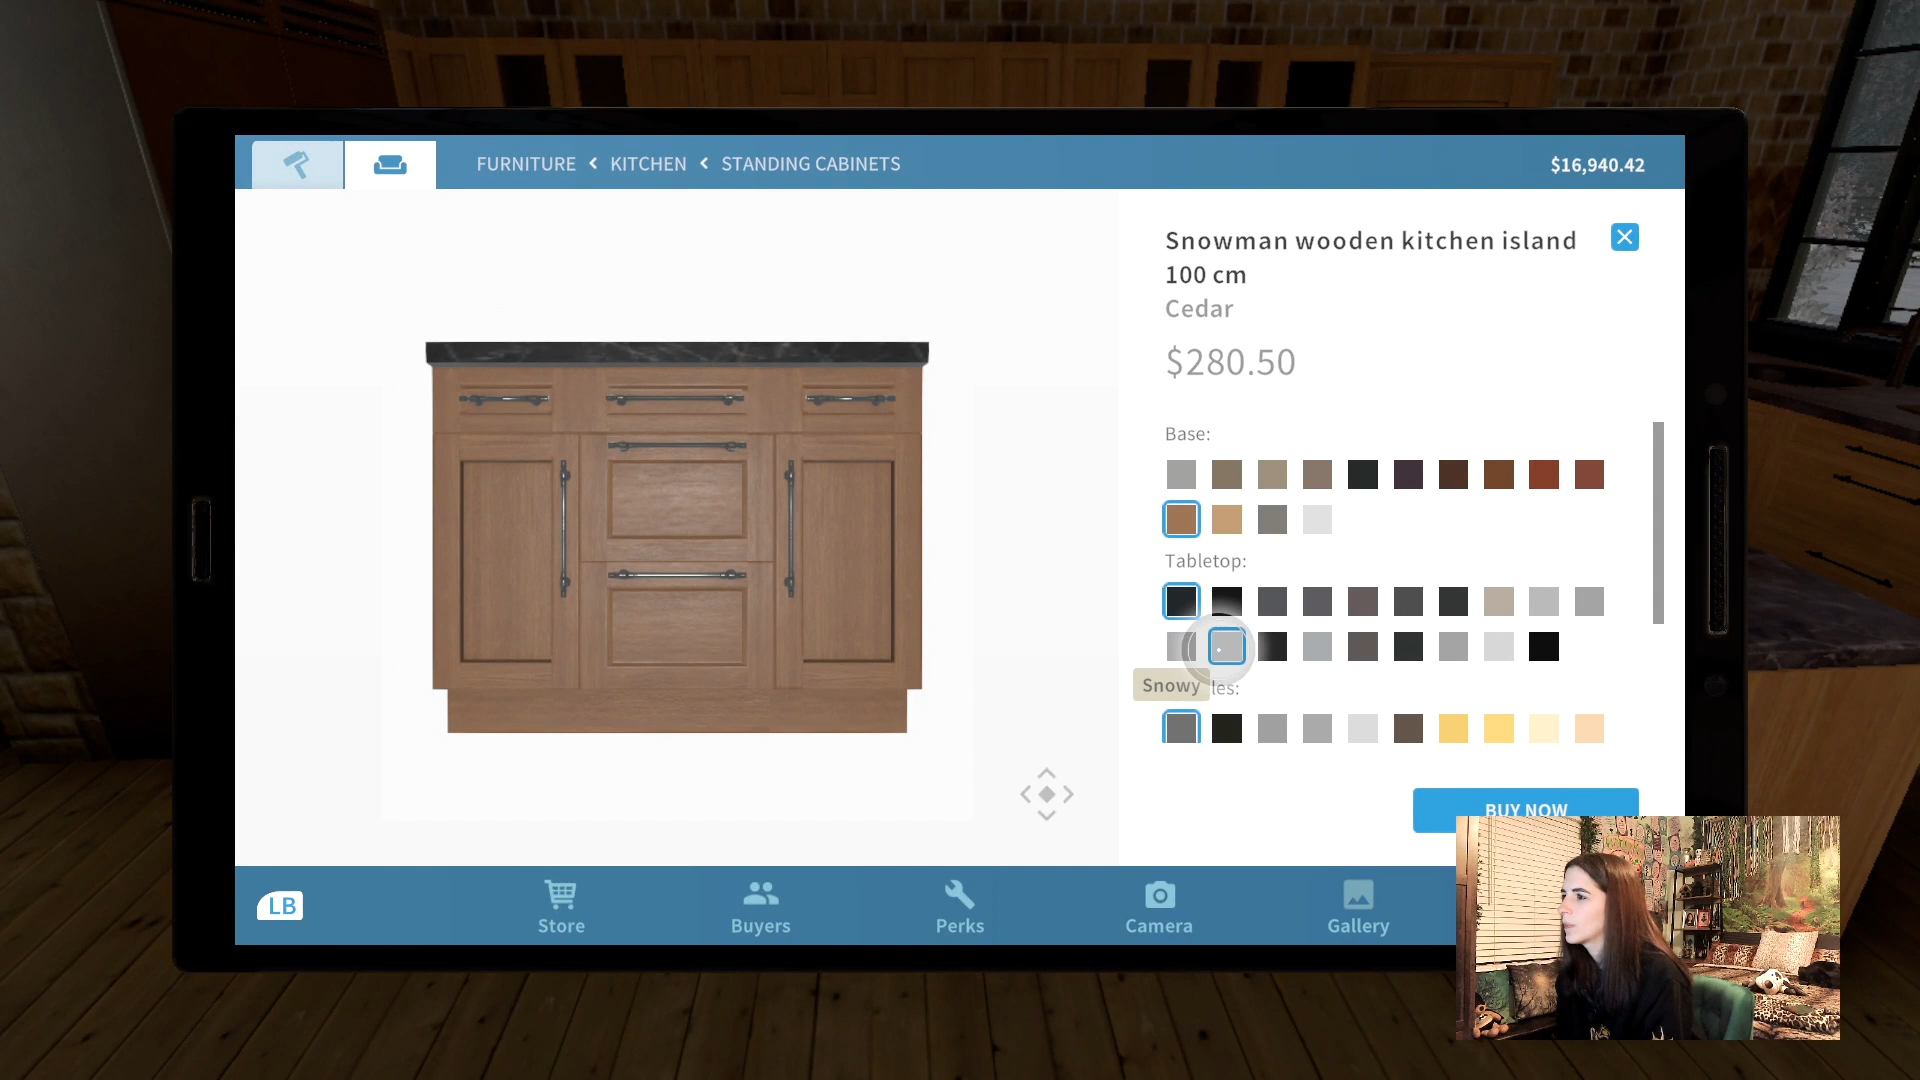 FURNITURE < KITCHEN < STANDING CABINETS
$16,940.42
Snowman wooden kitchen island
100 cm
Cedar
$280.50
Base:
Tabletop:
Snowy
les:
BUY NOW
LB
Store
Buyers
Perks
Camera
Gallery